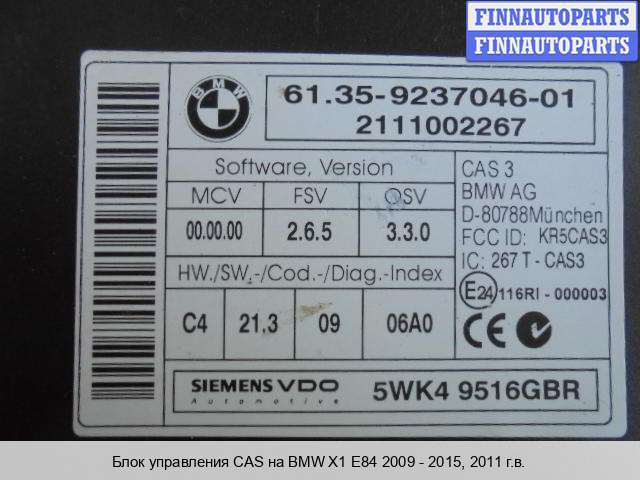 FINNAUTOPARTS
FINNAUTOPARTS
BMW
61.35-9237046-01
2111002267
Software, Version
MCV FSV OSV
00.00.00 2.6.5 3.3.0
HW./SW.-/Cod.-/Diag.-Index
C4 21.3 09 06A0
CAS 3
BMW AG
D-80788München
FCC ID: KR5CAS3
IC: 267 T - CAS3
E24 116RI - 000003
CE
SIEMENS VDO
Automotive
5WK4 9516GBR
Блок управления CAS на BMW X1 E84 2009 - 2015, 2011 г.в.